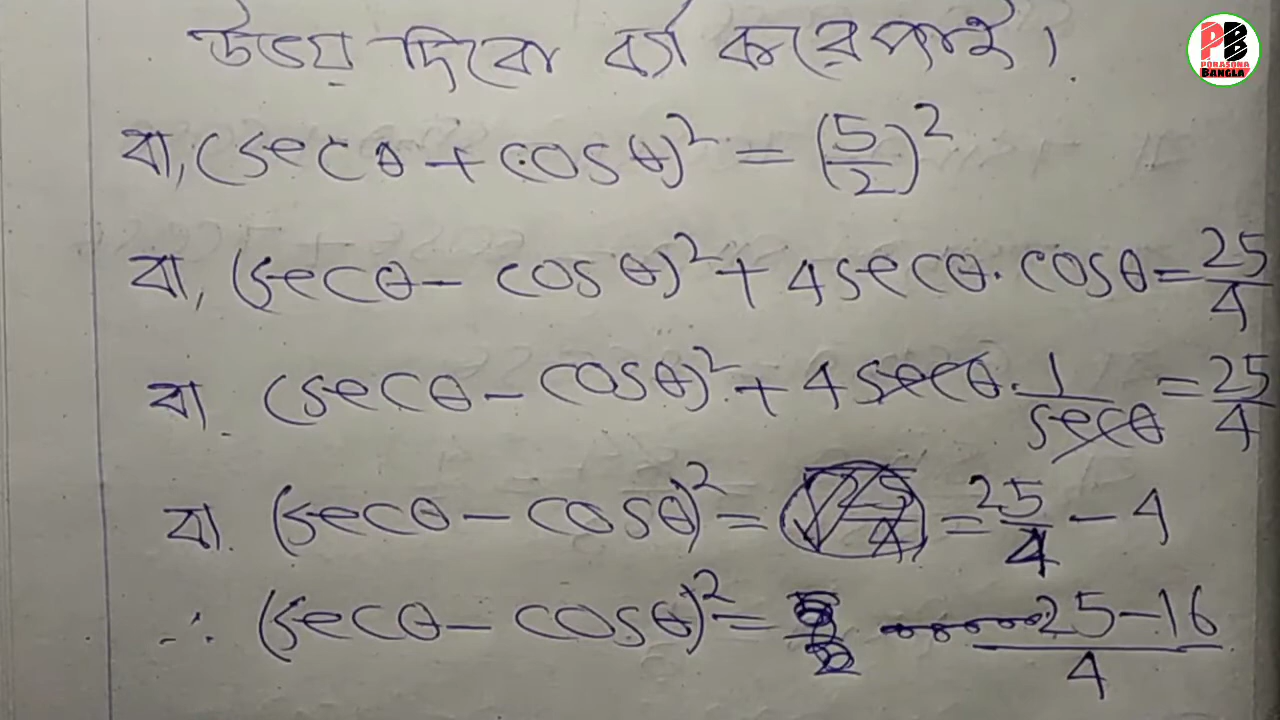 উভয় দিকে বর্গ করে পাই।
PB
PORASONA
BANGLA
বা, (secθ + cosθ)² = (5/2)²
বা, (secθ - cosθ)² + 4secθ. cosθ = 25/4
বা. (secθ - cosθ)² + 4secθ. 1/secθ = 25/4
বা. (secθ - cosθ)² = = 25/4 - 4
∴ (secθ - cosθ)² = 25-16/4